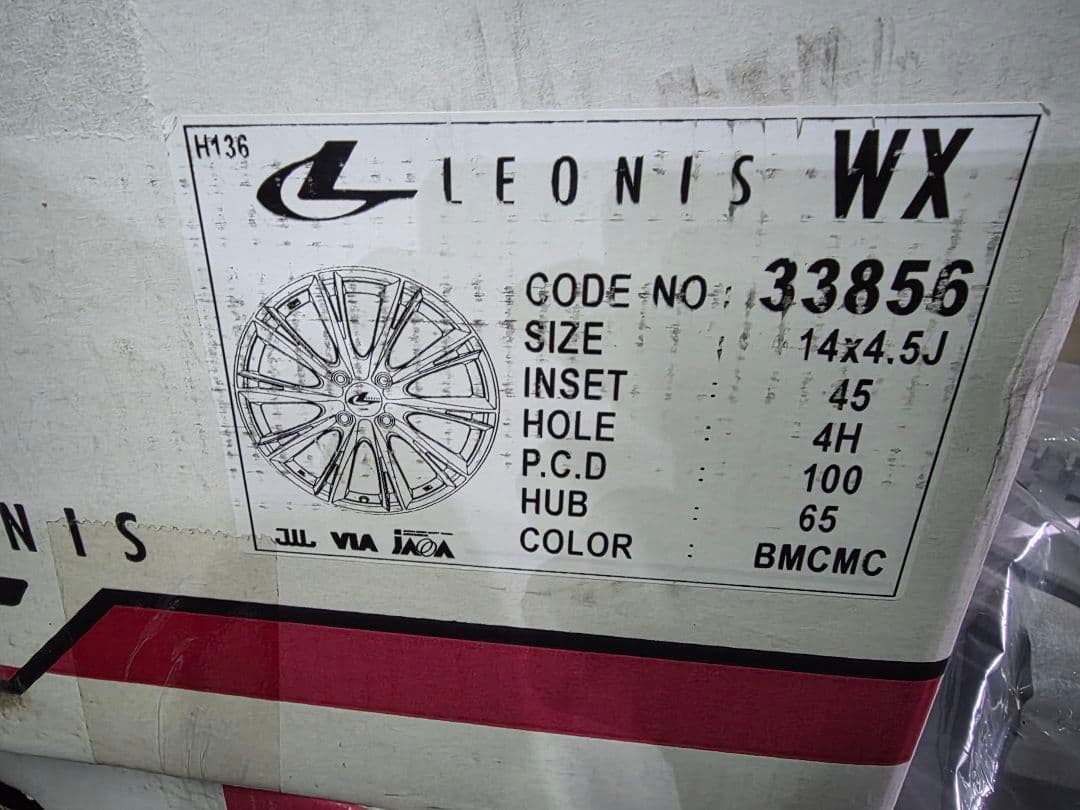 H136
LEONIS WX
CODE NO : 33856
SIZE : 14x4.5J
INSET : 45
HOLE : 4H
P.C.D : 100
HUB : 65
COLOR : BMCMC
JWL VIA JAWA
NIS